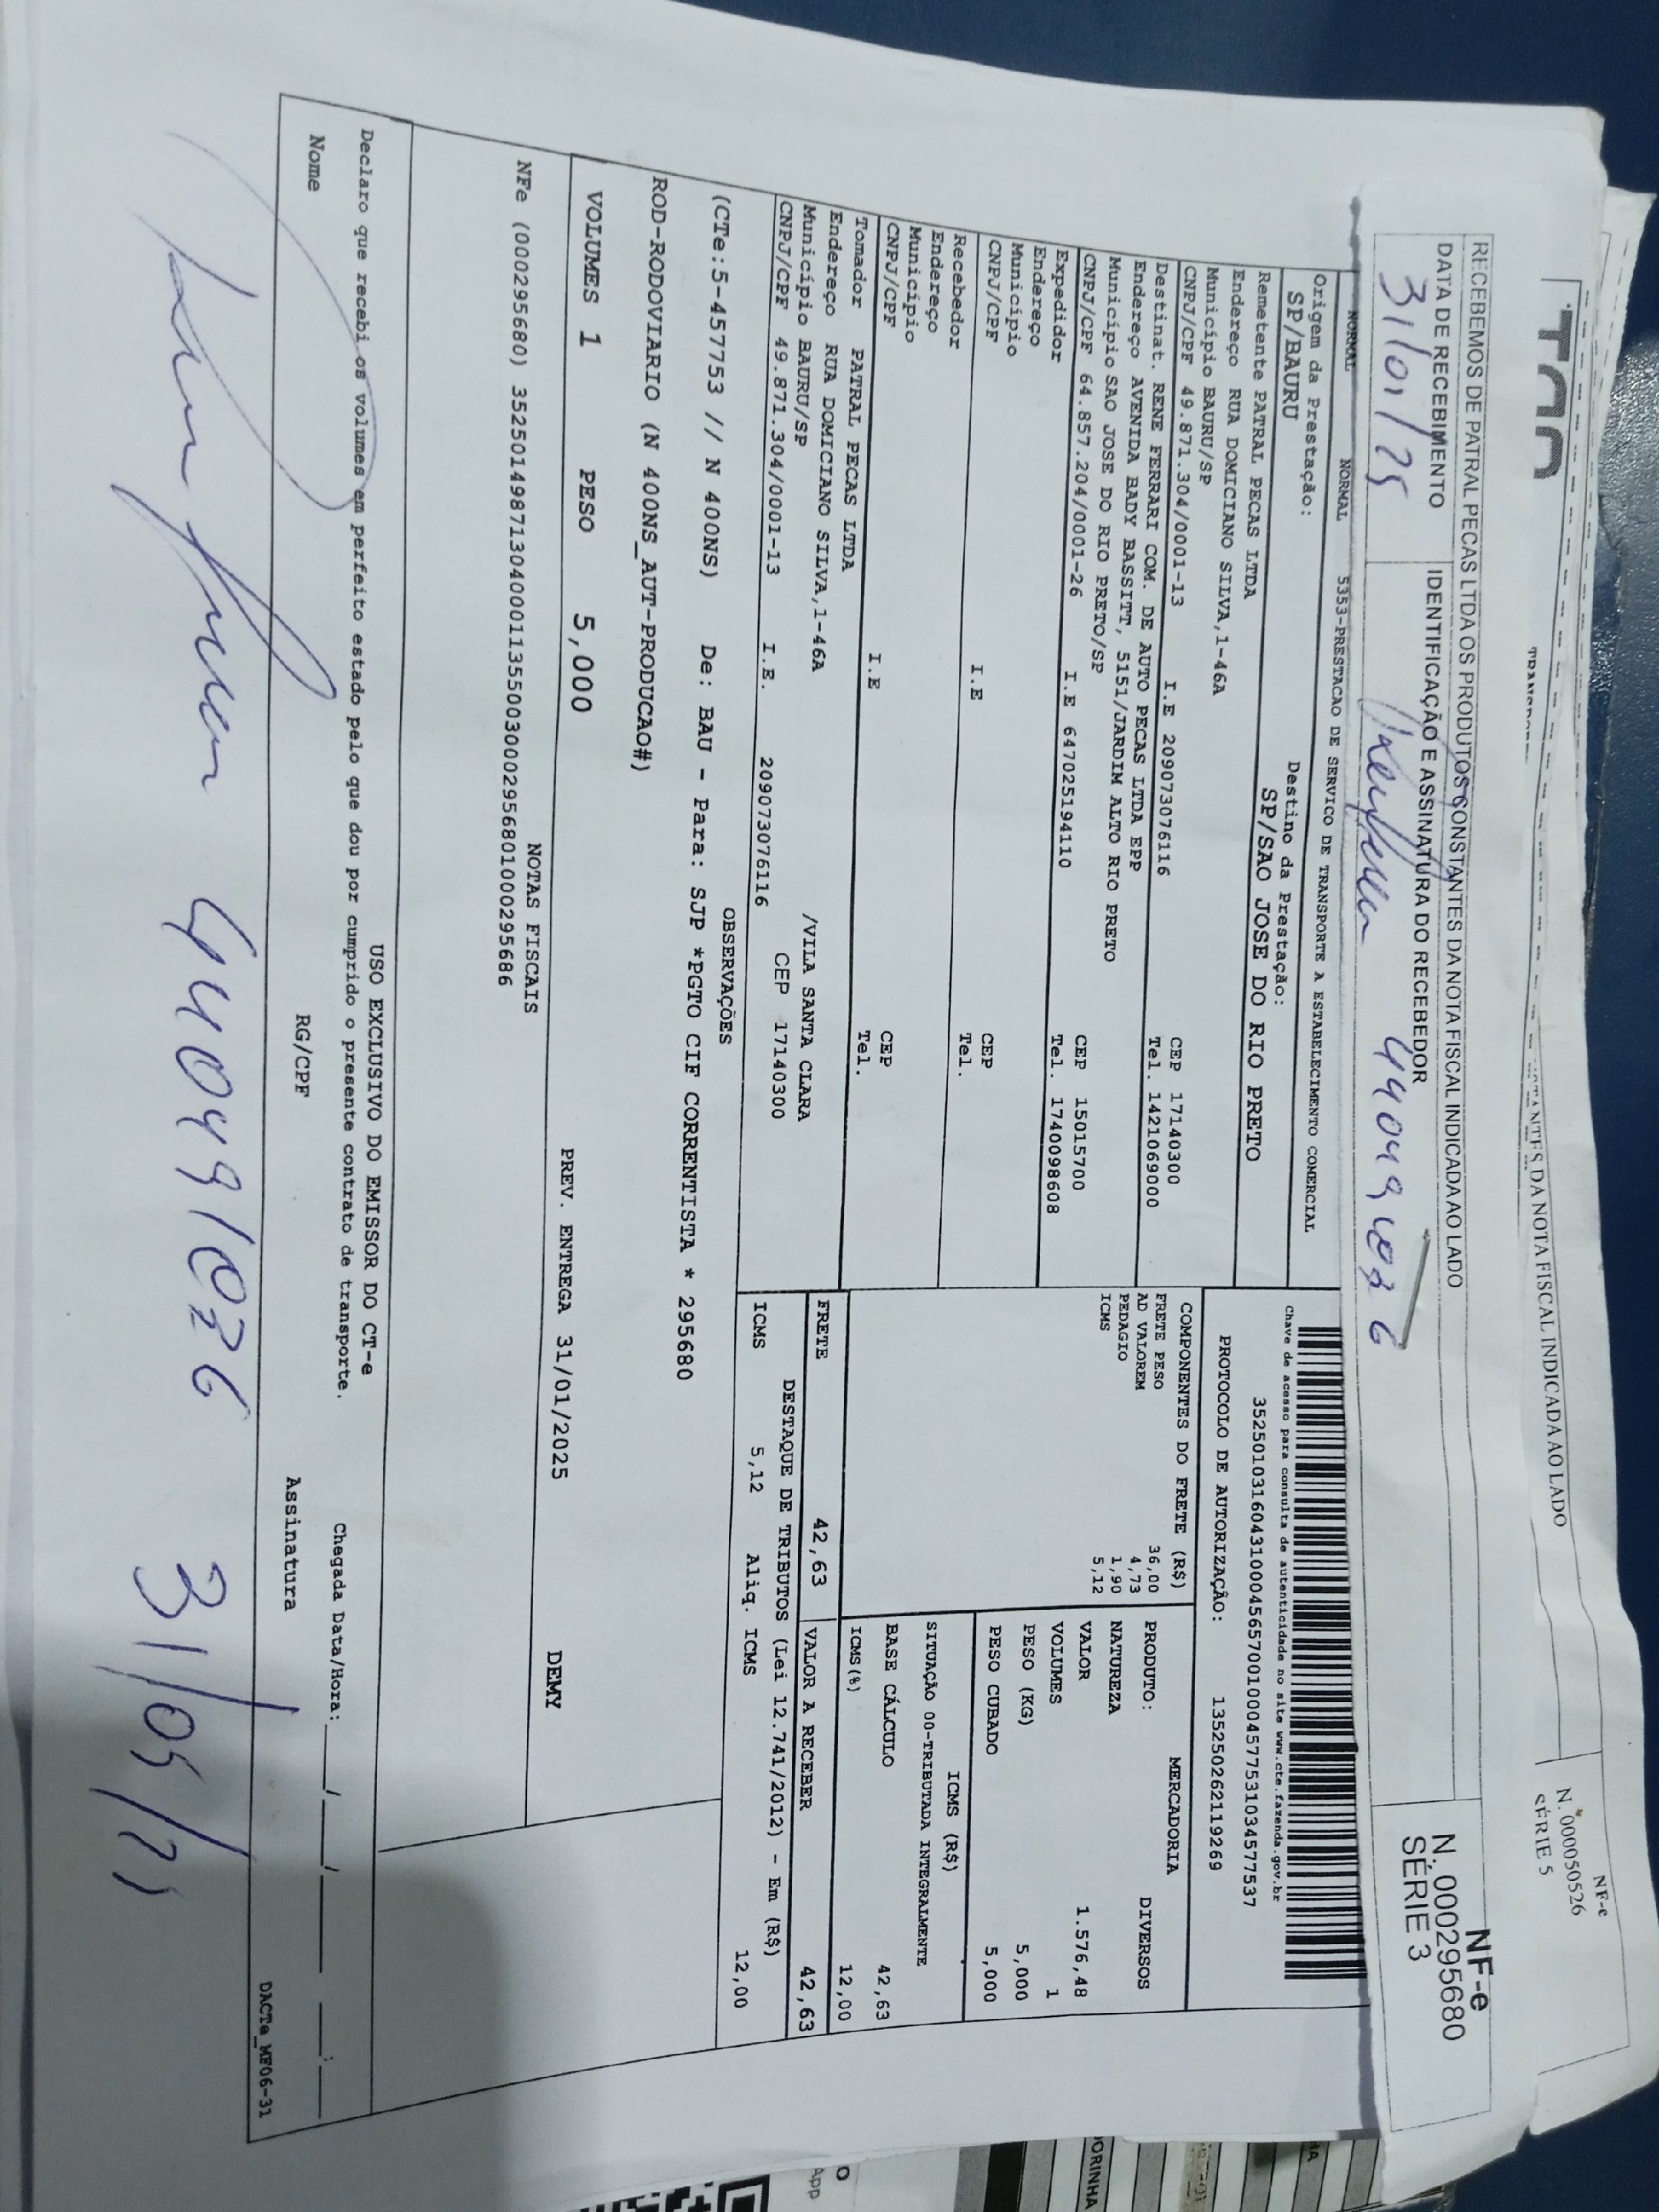 NF-e
N. 000050526
SÉRIE 5
DA NOTA FISCAL INDICADA AO LADO
RECEBEMOS DE PATRAL PECAS LTDA OS PRODUTOS CONSTANTES DA NOTA FISCAL INDICADA AO LADO
DATA DE RECEBIMENTO
IDENTIFICAÇÃO E ASSINATURA DO RECEBEDOR
31/01/25
NF-e
N. 000295680
SÉRIE 3
NORMAL NORMAL 5353-PRESTACAO DE SERVICO DE TRANSPORTE A ESTABELECIMENTO COMERCIAL
Origem da Prestação:
SP/BAURU
Destino da Prestação:
SP/SAO JOSE DO RIO PRETO
Remetente PATRAL PECAS LTDA
Endereço RUA DOMICIANO SILVA,1-46A
Município BAURU/SP
CEP 17140300
CNPJ/CPF 49.871.304/0001-13 I.E 209073076116 Tel. 1421069000
Destinat. RENE FERRARI COM. DE AUTO PECAS LTDA EPP
Endereço AVENIDA BADY BASSITT, 5151/JARDIM ALTO RIO PRETO
Município SAO JOSE DO RIO PRETO/SP CEP 15015700
CNPJ/CPF 64.857.204/0001-26 I.E 647025194110 Tel. 1740098608
Expedidor
Endereço
Município CEP
CNPJ/CPF I.E Tel.
Recebedor
Endereço
Município CEP
CNPJ/CPF I.E Tel.
Tomador PATRAL PECAS LTDA
Endereço RUA DOMICIANO SILVA,1-46A /VILA SANTA CLARA
Município BAURU/SP CEP 17140300
CNPJ/CPF 49.871.304/0001-13 I.E. 209073076116
Chave de acesso para consulta de autenticidade no site www.cte.fazenda.gov.br
35250103160431000456570010004577531034577537
PROTOCOLO DE AUTORIZAÇÃO: 135250262119269
COMPONENTES DO FRETE (R$)
FRETE PESO 36,00
AD VALOREM 4,73
PEDAGIO 1,90
ICMS 5,12
MERCADORIA
PRODUTO: DIVERSOS
NATUREZA
VALOR 1.576,48
VOLUMES 1
PESO (KG) 5,000
PESO CUBADO 5,000
ICMS (R$)
SITUAÇÃO 00-TRIBUTADA INTEGRALMENTE
BASE CÁLCULO 42,63
ICMS(%) 12,00
FRETE 42,63 VALOR A RECEBER 42,63
DESTAQUE DE TRIBUTOS (Lei 12.741/2012) - Em (R$)
ICMS 5,12 Aliq. ICMS 12,00
OBSERVAÇÕES
(CTe:5-457753 // N 400NS) De: BAU - Para: SJP *PGTO CIF CORRENTISTA * 295680
ROD-RODOVIARIO (N 400NS_AUT-PRODUCAO#)
VOLUMES 1 PESO 5,000 PREV. ENTREGA 31/01/2025 DEMY
NOTAS FISCAIS
NFe (000295680) 35250149871304000113550030002956801000295686
USO EXCLUSIVO DO EMISSOR DO CT-e
Declaro que recebi os volumes em perfeito estado pelo que dou por cumprido o presente contrato de transporte.
Chegada Data/Hora:
Nome RG/CPF Assinatura
DACTe_MF06-31